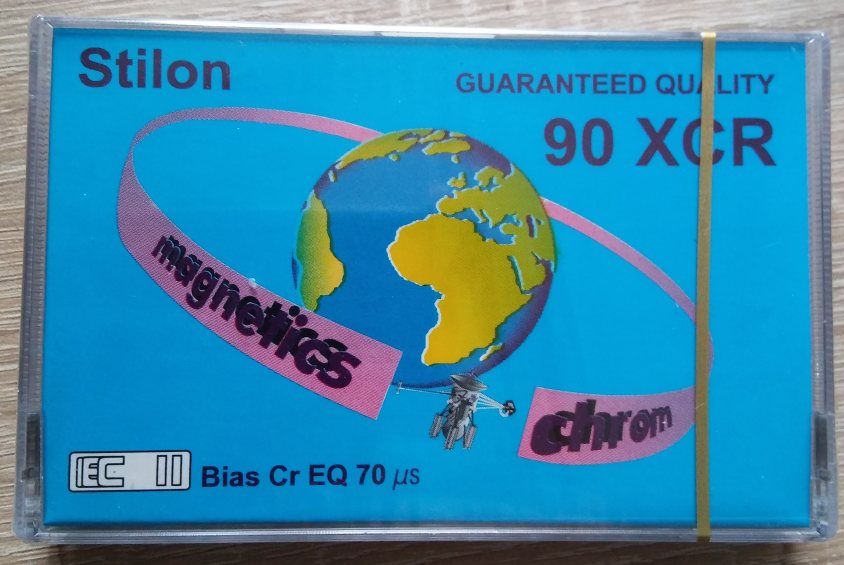 Stilon
GUARANTEED QUALITY
90 XCR
magnetics
chrom
IEC II Bias Cr EQ 70 µs